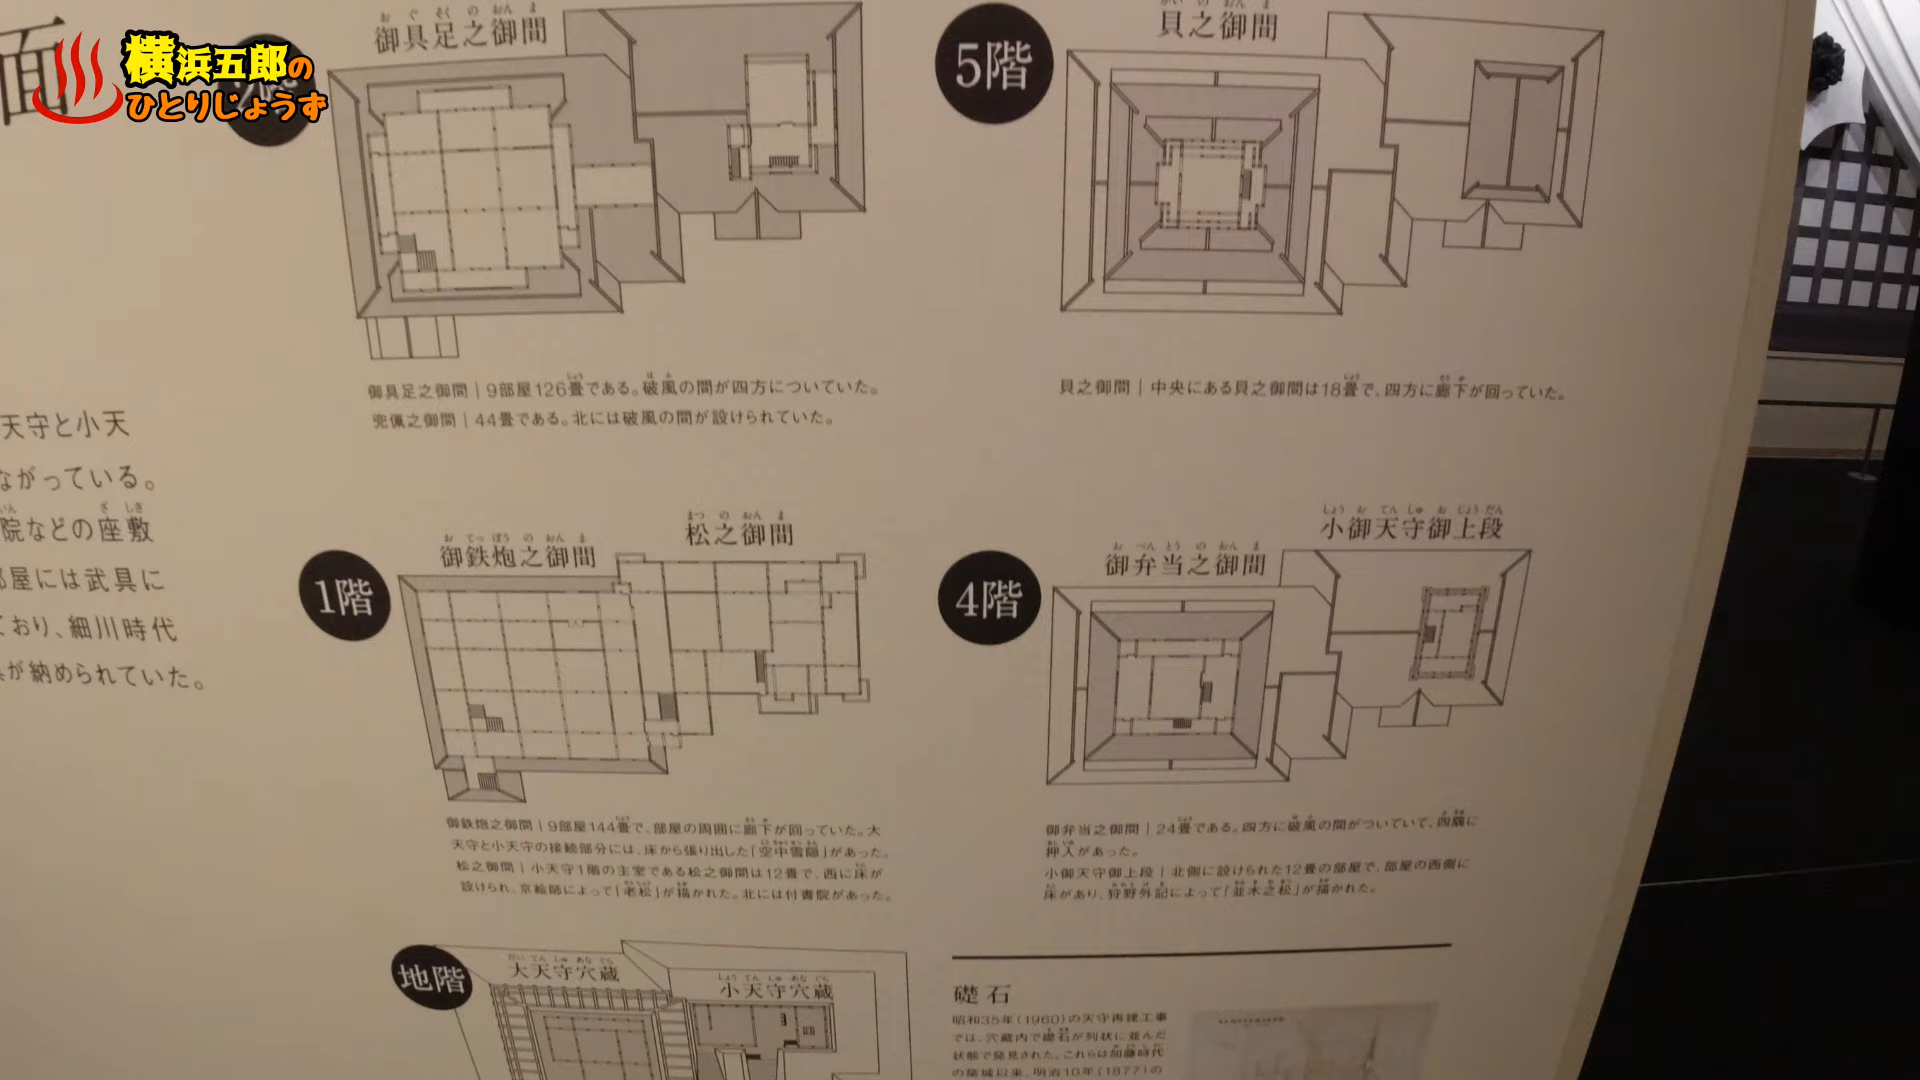 面
横浜五郎の
ひとりじょうず
御具足之御間
御具足之御間|9部屋126畳である。破風の間が四方についていた。
兜佩之御間|44畳である。北には破風の間が設けられていた。
5階
貝之御間
貝之御間|中央にある貝之御間は18畳で、四方に廊下が回っていた。
天守と小天
ながっている。
院などの座敷
部屋には武具に
ており、細川時代
が納められていた。
1階
御鉄炮之御間
松之御間
御鉄炮之御間|9部屋144畳で、部屋の周囲に廊下が回っていた。大
天守と小天守の接続部分には、床から張り出した「空中雪隠」があった。
松之御間|小天守1階の主室である松之御間は12畳で、西に床が
設けられ、京絵師によって「老松」が描かれた。北には付書院があった。
4階
御弁当之御間
小御天守御上段
御弁当之御間|24畳である。四方に破風の間がついていて、四隅に
押入があった。
小御天守御上段|北側に設けられた12畳の部屋で、部屋の西側に
床があり、狩野外記によって「並木之松」が描かれた。
地階
大天守穴蔵
小天守穴蔵
礎石
昭和35年(1960)の天守再建工事
では、穴蔵内で礎石が列状に並んだ
状態で発見された。これらは加藤時代
の築城以来、明治10年(1877)の